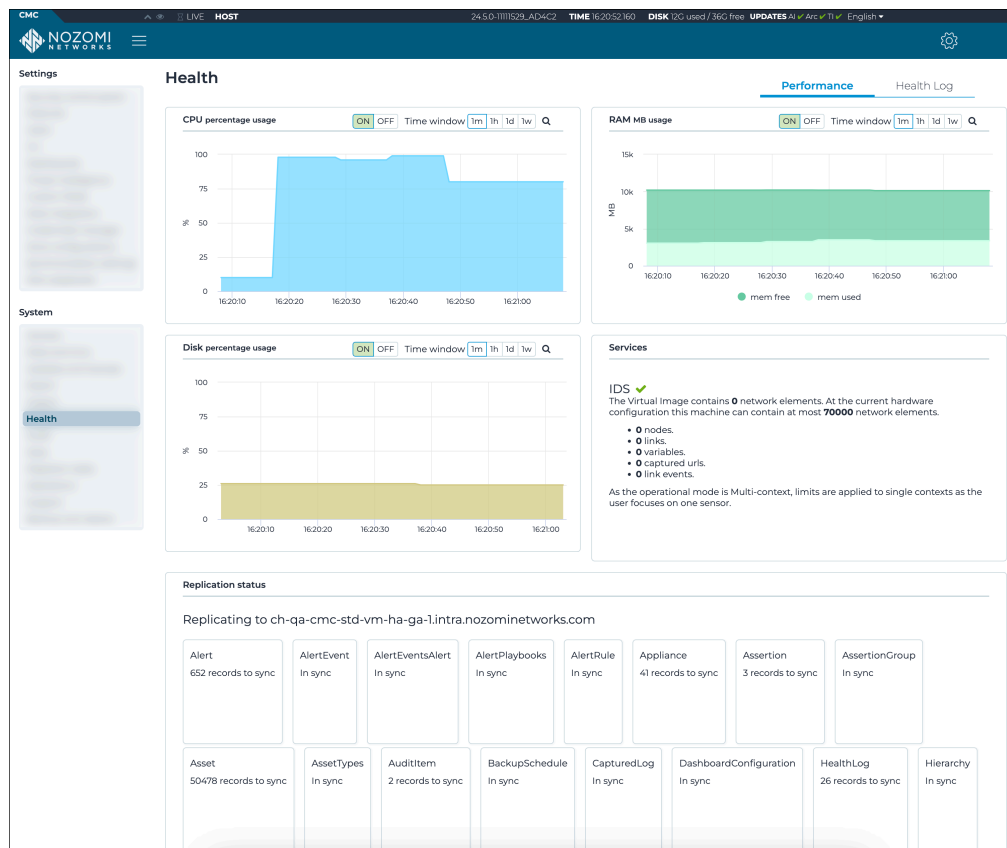 CMC LIVE HOST 24.5.0-11111529_AD4C2 TIME 16:20:52.160 DISK 12G used / 36G free UPDATES AI ✔ Arc ✔ TI ✔ English
NOZOMI
NETWORKS
Settings
System
Health
Health
Performance Health Log
CPU percentage usage ON OFF Time window 1m 1h 1d 1w
100
75
%
50
25
0
16:20:10 16:20:20 16:20:30 16:20:40 16:20:50 16:21:00
RAM MB usage ON OFF Time window 1m 1h 1d 1w
15k
10k
MB
5k
0
16:20:10 16:20:20 16:20:30 16:20:40 16:20:50 16:21:00
mem free mem used
Disk percentage usage ON OFF Time window 1m 1h 1d 1w
100
75
%
50
25
0
16:20:10 16:20:20 16:20:30 16:20:40 16:20:50 16:21:00
Services
IDS ✔
The Virtual Image contains 0 network elements. At the current hardware
configuration this machine can contain at most 70000 network elements.
• 0 nodes.
• 0 links.
• 0 variables.
• 0 captured urls.
• 0 link events.
As the operational mode is Multi-context, limits are applied to single contexts as the
user focuses on one sensor.
Replication status
Replicating to ch-qa-cmc-std-vm-ha-ga-1.intra.nozominetworks.com
Alert
652 records to sync
AlertEvent
In sync
AlertEventsAlert
In sync
AlertPlaybooks
In sync
AlertRule
In sync
Appliance
41 records to sync
Assertion
3 records to sync
AssertionGroup
In sync
Asset
50478 records to sync
AssetTypes
In sync
AuditItem
2 records to sync
BackupSchedule
In sync
CapturedLog
In sync
DashboardConfiguration
In sync
HealthLog
26 records to sync
Hierarchy
In sync